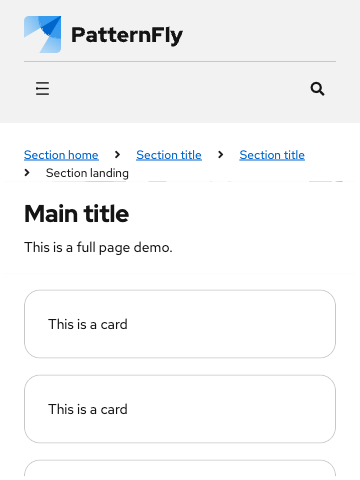 PatternFly
Section home Section title Section title
Section landing
Main title
This is a full page demo.
This is a card
This is a card